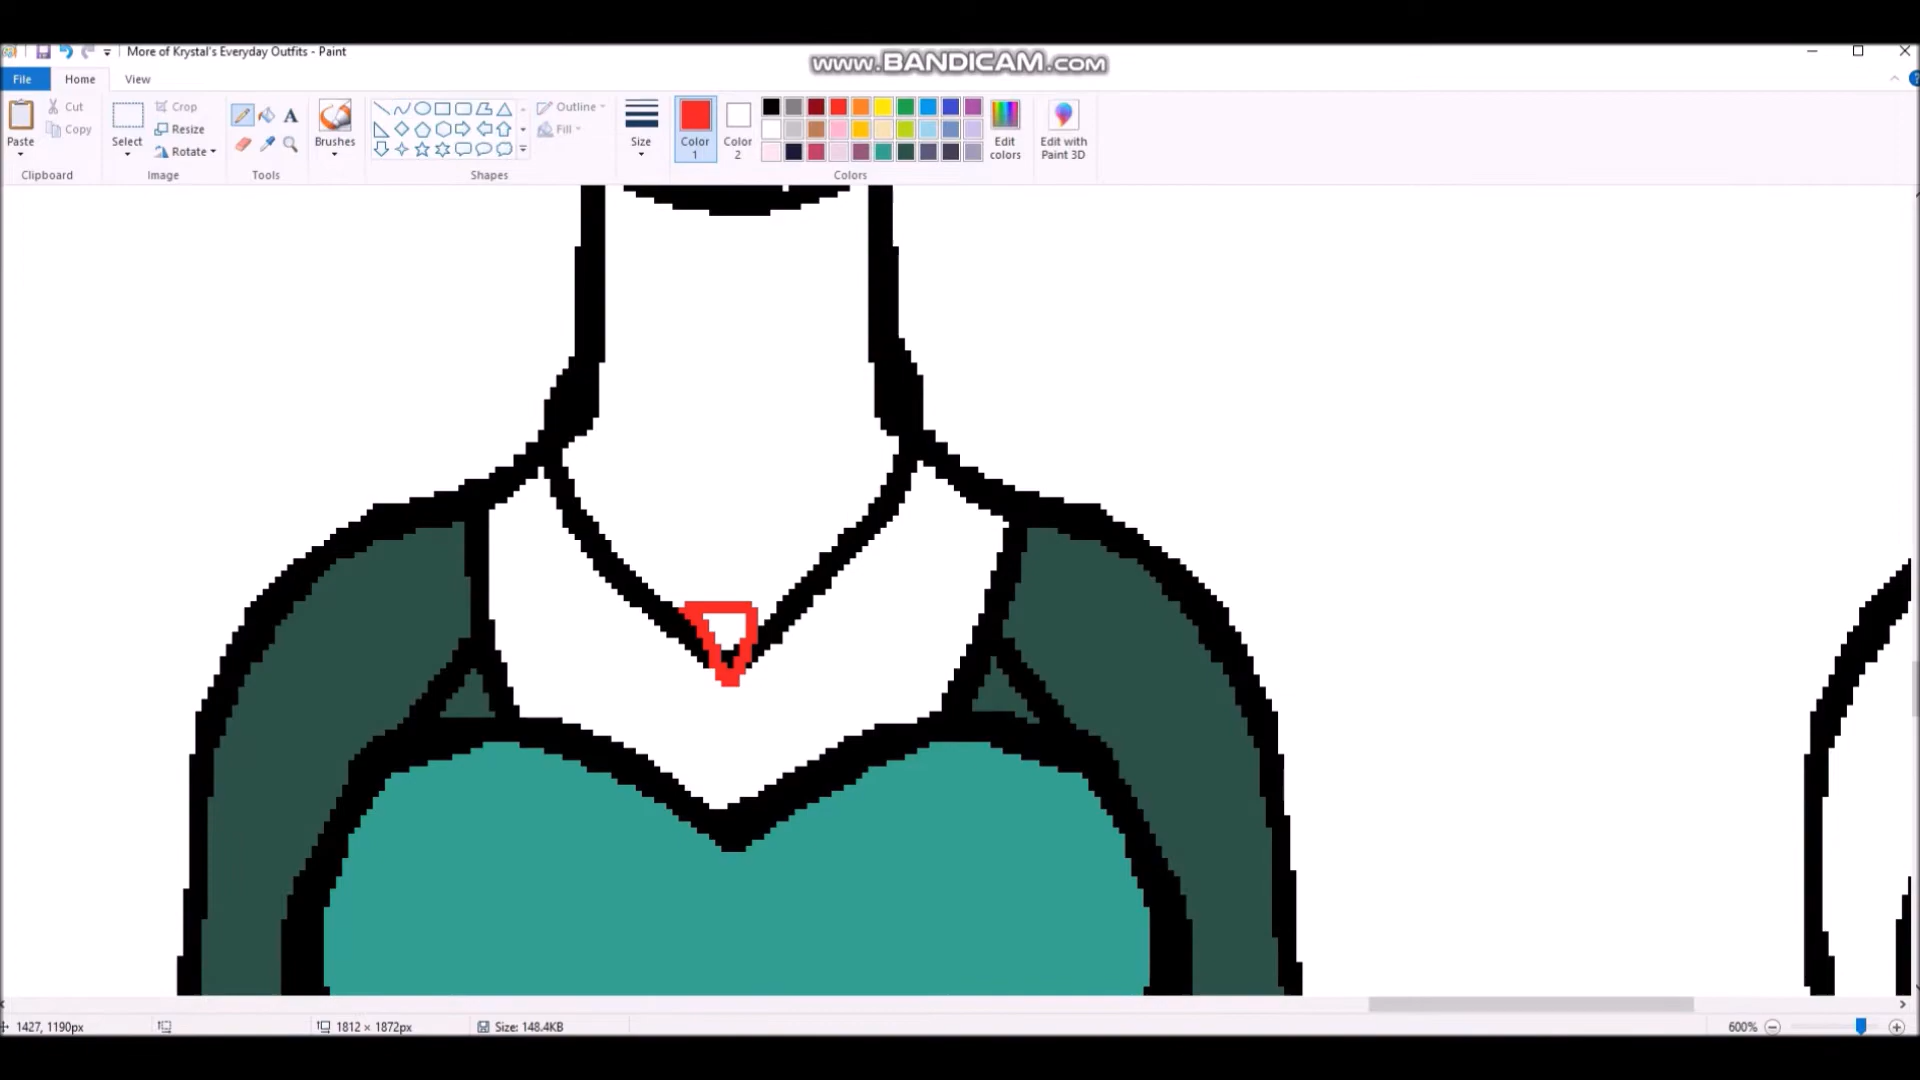 More of Krystal's Everyday Outfits - Paint
www.BANDICAM.com
File Home View
Paste
Cut
Copy
Clipboard
Select
Crop
Resize
Rotate
Image
A
Tools
Brushes
Outline
Fill
Shapes
Size
Color 1
Color 2
Edit colors
Colors
Edit with Paint 3D
1427, 1190px
1812 × 1872px
Size: 148.4KB
600%